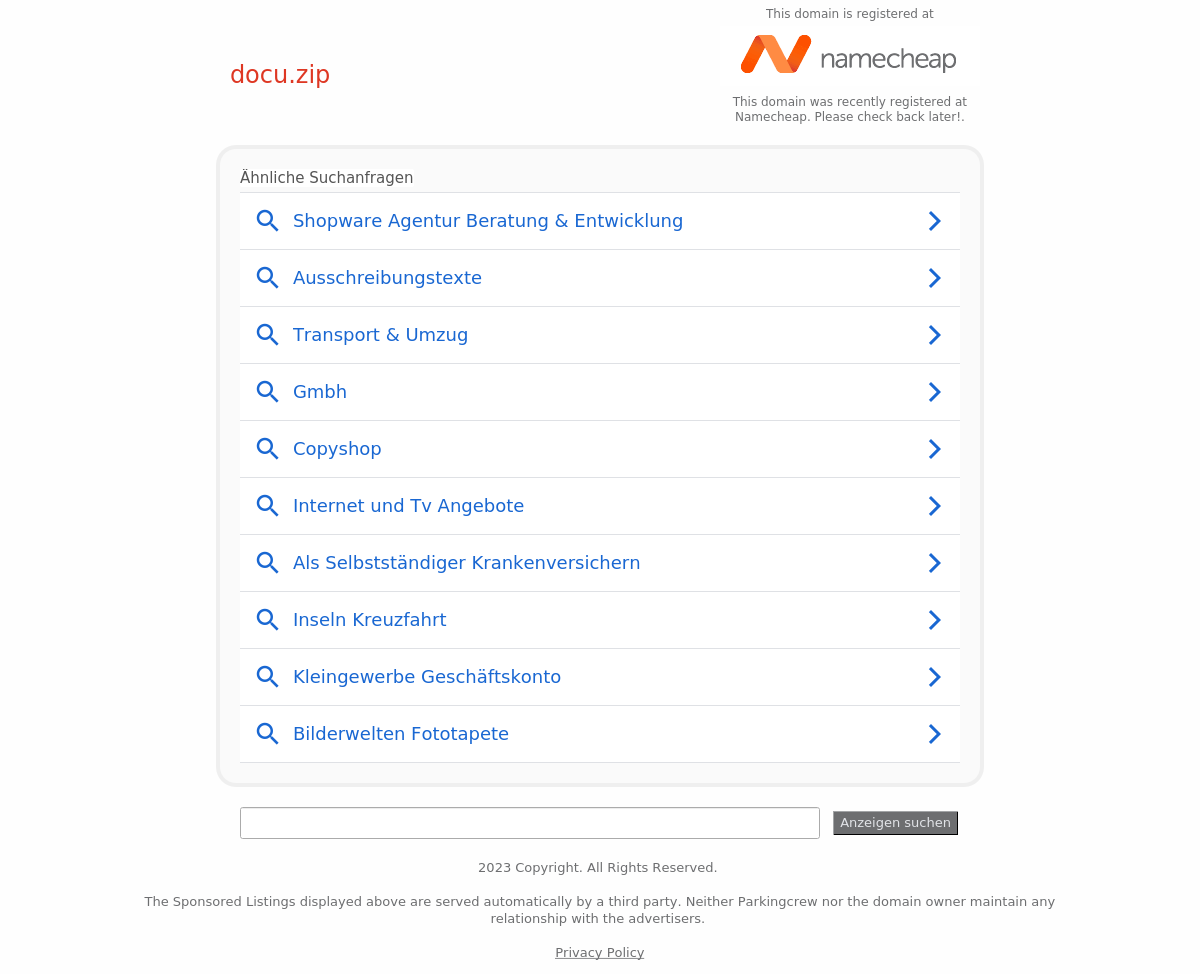 This domain is registered at
namecheap
docu.zip
This domain was recently registered at
Namecheap. Please check back later!.
Ähnliche Suchanfragen
Shopware Agentur Beratung & Entwicklung
Ausschreibungstexte
Transport & Umzug
Gmbh
Copyshop
Internet und Tv Angebote
Als Selbstständiger Krankenversichern
Inseln Kreuzfahrt
Kleingewerbe Geschäftskonto
Bilderwelten Fototapete
Anzeigen suchen
2023 Copyright. All Rights Reserved.
The Sponsored Listings displayed above are served automatically by a third party. Neither Parkingcrew nor the domain owner maintain any
relationship with the advertisers.
Privacy Policy